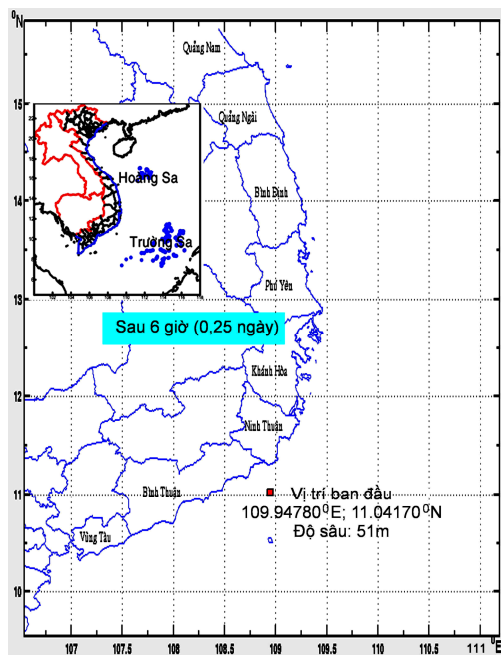 ⁰N
Quảng Nam
15
Quảng Ngãi
Hoàng Sa
14
Bình Định
Trường Sa
Phú Yên
13
Sau 6 giờ (0,25 ngày)
Khánh Hòa
12
Ninh Thuận
11
Bình Thuận
Vị trí ban đầu
109.94780⁰E; 11.04170⁰N
Độ sâu: 51m
Vũng Tàu
10
107 107.5 108 108.5 109 109.5 110 110.5 111 ⁰E